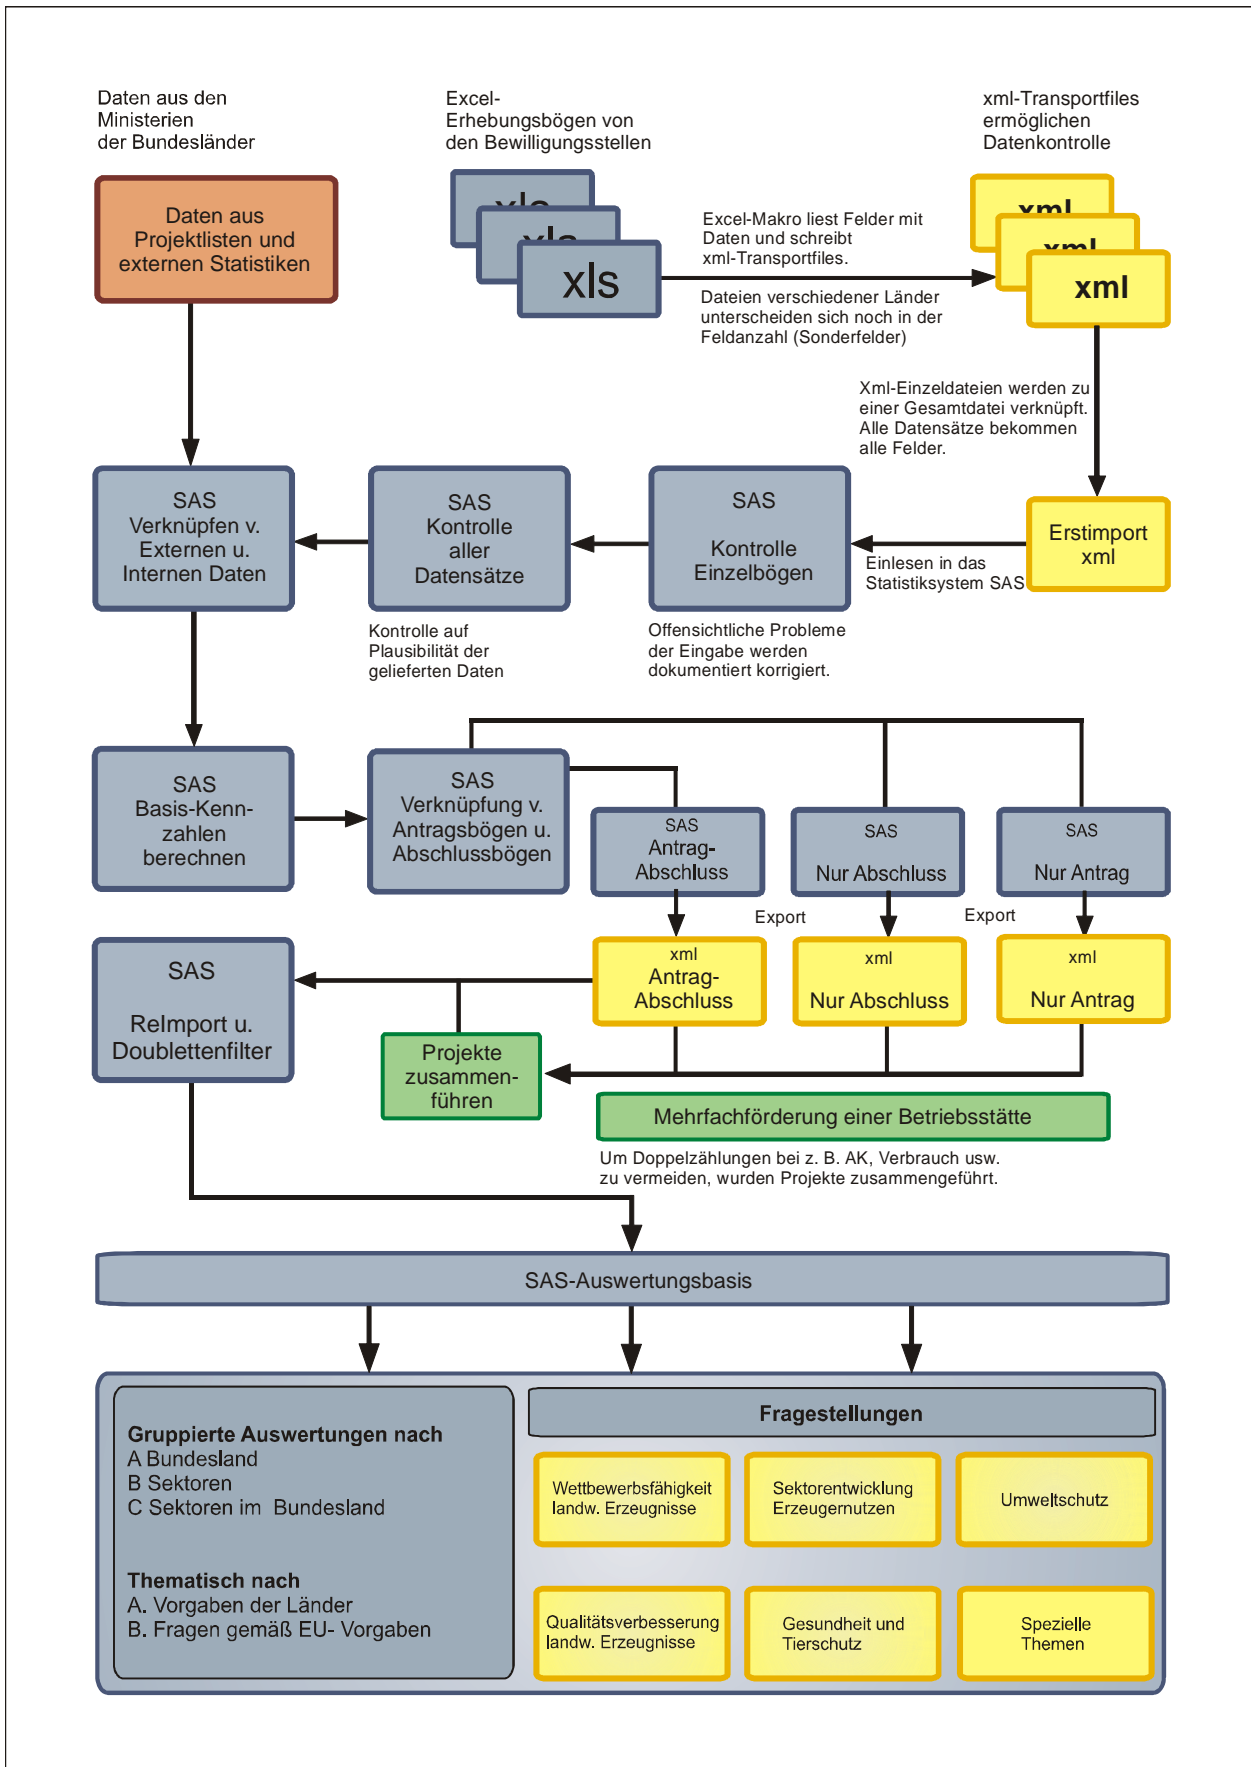 Daten aus den
Ministerien
der Bundesländer
Excel-
Erhebungsbögen von
den Bewilligungsstellen
xml-Transportfiles
ermöglichen
Datenkontrolle
Daten aus
Projektlisten und
externen Statistiken
xls
xls
xls
Excel-Makro liest Felder mit
Daten und schreibt
xml-Transportfiles.
Dateien verschiedener Länder
unterscheiden sich noch in der
Feldanzahl (Sonderfelder)
xml
xml
xml
Xml-Einzeldateien werden zu
einer Gesamtdatei verknüpft.
Alle Datensätze bekommen
alle Felder.
SAS
Verknüpfen v.
Externen u.
Internen Daten
SAS
Kontrolle
aller
Datensätze
SAS
Kontrolle
Einzelbögen
Erstimport
xml
Einlesen in das
Statistiksystem SAS
Kontrolle auf
Plausibilität der
gelieferten Daten
Offensichtliche Probleme
der Eingabe werden
dokumentiert korrigiert.
SAS
Basis-Kenn-
zahlen
berechnen
SAS
Verknüpfung v.
Antragsbögen u.
Abschlussbögen
SAS
Antrag-
Abschluss
SAS
Nur Abschluss
SAS
Nur Antrag
Export
Export
SAS
ReImport u.
Doublettenfilter
xml
Antrag-
Abschluss
xml
Nur Abschluss
xml
Nur Antrag
Projekte
zusammen-
führen
Mehrfachförderung einer Betriebsstätte
Um Doppelzählungen bei z. B. AK, Verbrauch usw.
zu vermeiden, wurden Projekte zusammengeführt.
SAS-Auswertungsbasis
Gruppierte Auswertungen nach
A Bundesland
B Sektoren
C Sektoren im Bundesland
Thematisch nach
A. Vorgaben der Länder
B. Fragen gemäß EU- Vorgaben
Fragestellungen
Wettbewerbsfähigkeit
landw. Erzeugnisse
Sektorentwicklung
Erzeugernutzen
Umweltschutz
Qualitätsverbesserung
landw. Erzeugnisse
Gesundheit und
Tierschutz
Spezielle
Themen